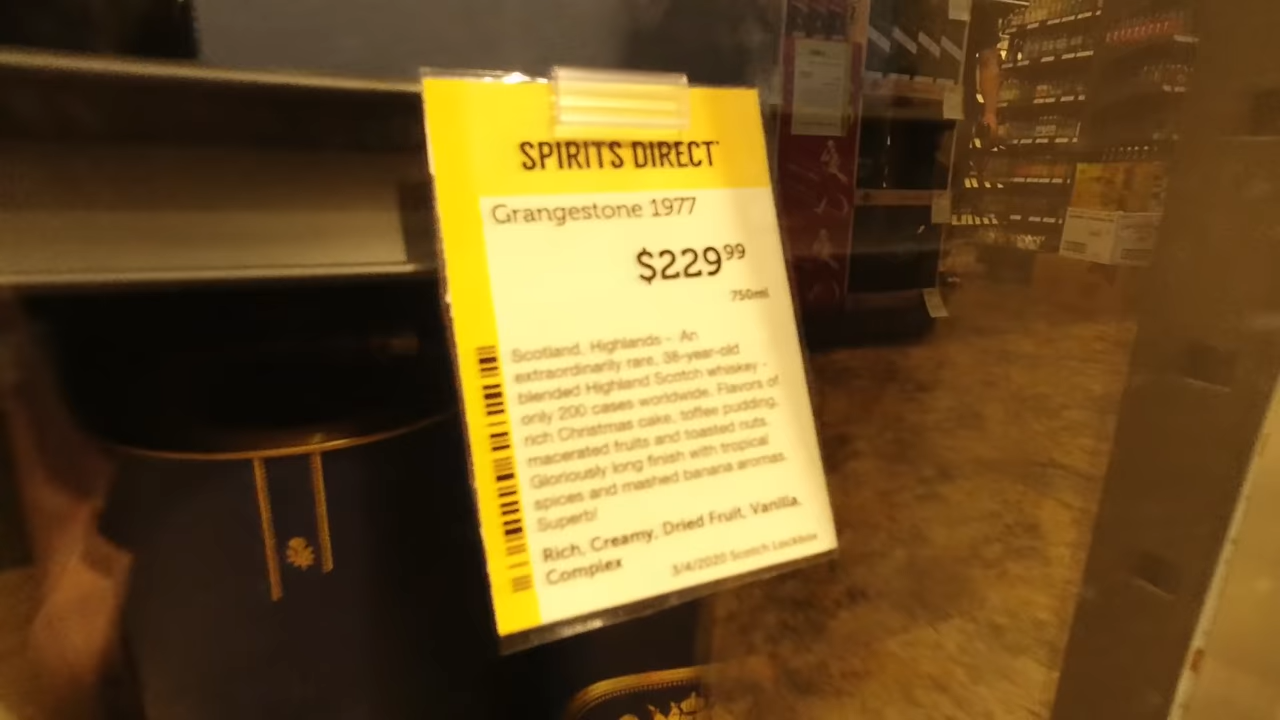 SPIRITS DIRECT
Grangestone 1977
$229.99
750ml
Scotland, Highlands - An
extraordinarily rare, 38-year-old
blended Highland Scotch whiskey -
only 200 cases worldwide. Flavors of
rich Christmas cake, toffee pudding,
macerated fruits and toasted nuts.
Gloriously long finish with tropical
spices and mashed banana aromas.
Superb!
Rich, Creamy, Dried Fruit, Vanilla,
Complex
3/4/2020 Scotch Lockbox